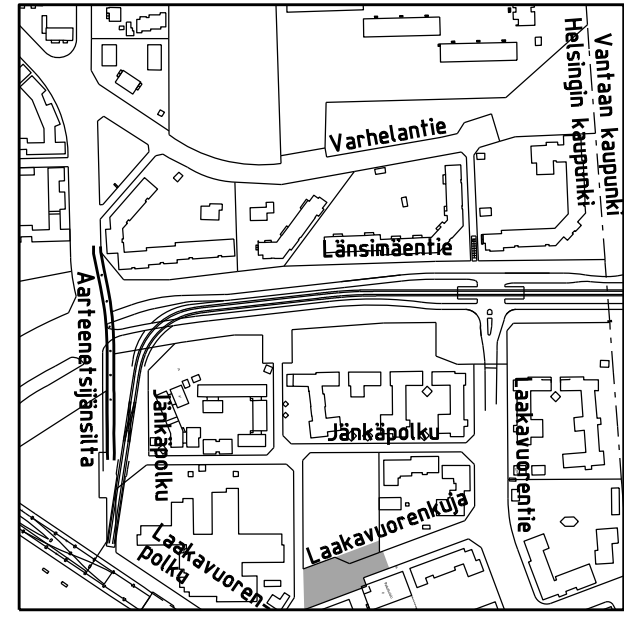 Vantaan kaupunki
Helsingin kaupunki
Varhelantie
Länsimäentie
Aarteenetsijänsilta
Jänkäpolku
Jänkäpolku
Laakavuorentie
Laakavuorenkuja
Laakavuoren-
polku